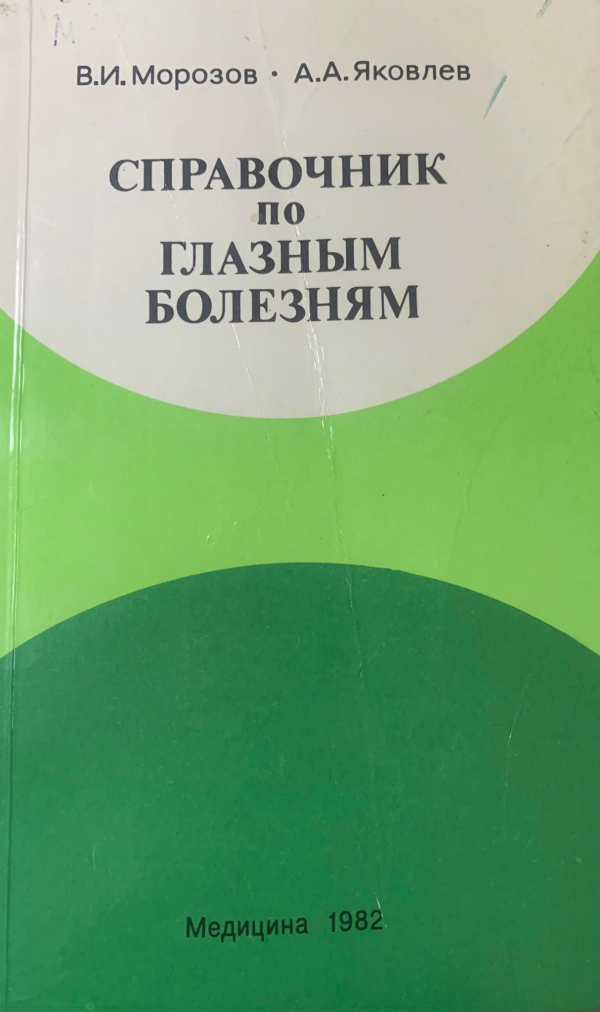 М
В.И. Морозов · А.А. Яковлев
СПРАВОЧНИК
по
ГЛАЗНЫМ
БОЛЕЗНЯМ
Медицина 1982